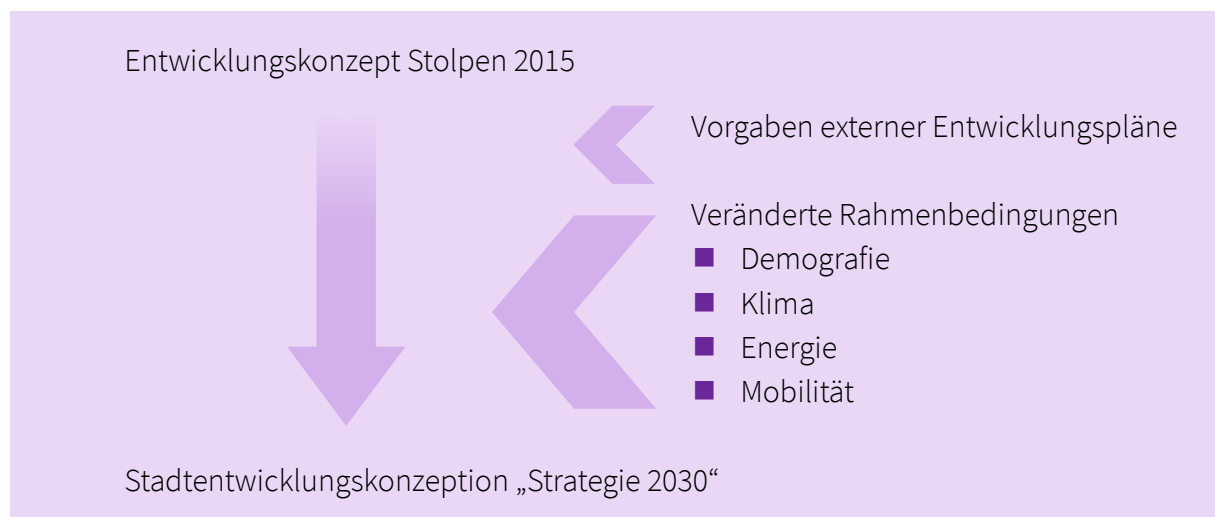 Entwicklungskonzept Stolpen 2015
Vorgaben externer Entwicklungspläne
Veränderte Rahmenbedingungen
Demografie
Klima
Energie
Mobilität
Stadtentwicklungskonzeption „Strategie 2030“